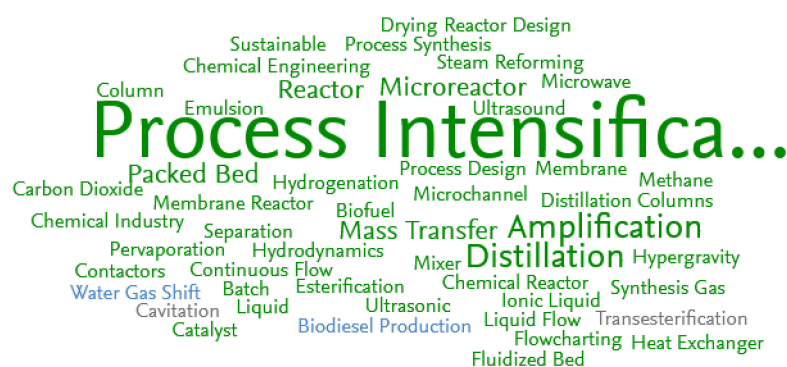 Drying Reactor Design
Sustainable Process Synthesis
Chemical Engineering Steam Reforming
Column Reactor Microreactor Microwave
Emulsion Ultrasound
Process Intensifica...
Packed Bed Process Design Membrane
Carbon Dioxide Hydrogenation Microchannel Methane
Membrane Reactor Biofuel Distillation Columns
Chemical Industry Separation Mass Transfer Amplification
Pervaporation Hydrodynamics Mixer Distillation Hypergravity
Contactors Continuous Flow
Water Gas Shift Batch Esterification Chemical Reactor Synthesis Gas
Cavitation Liquid Ultrasonic Ionic Liquid
Catalyst Biodiesel Production Liquid Flow Transesterification
Flowcharting Heat Exchanger
Fluidized Bed